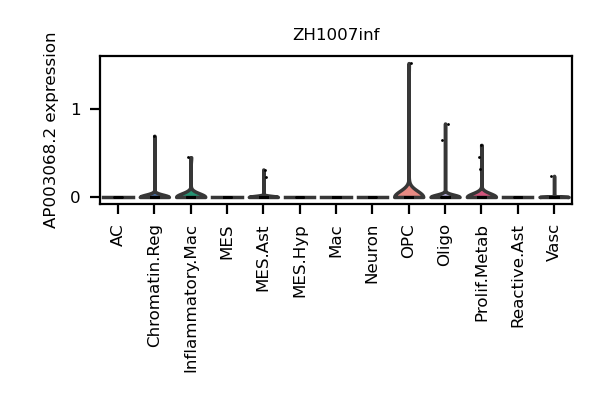 ZH1007inf
AP003068.2 expression
1
0
AC
Chromatin.Reg
Inflammatory.Mac
MES
MES.Ast
MES.Hyp
Mac
Neuron
OPC
Oligo
Prolif.Metab
Reactive.Ast
Vasc